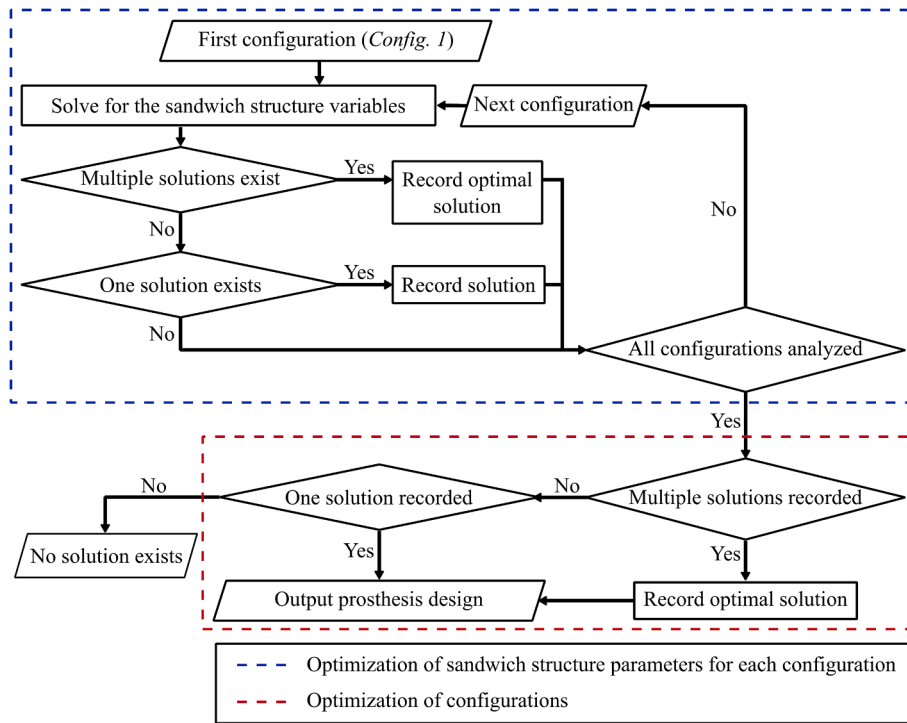 First configuration (Config. 1)
Solve for the sandwich structure variables
Next configuration
Multiple solutions exist
Yes
Record optimal
solution
No
No
One solution exists
Yes
Record solution
No
All configurations analyzed
Yes
No
One solution recorded
No
Multiple solutions recorded
No solution exists
Yes
Yes
Output prosthesis design
Record optimal solution
Optimization of sandwich structure parameters for each configuration
Optimization of configurations